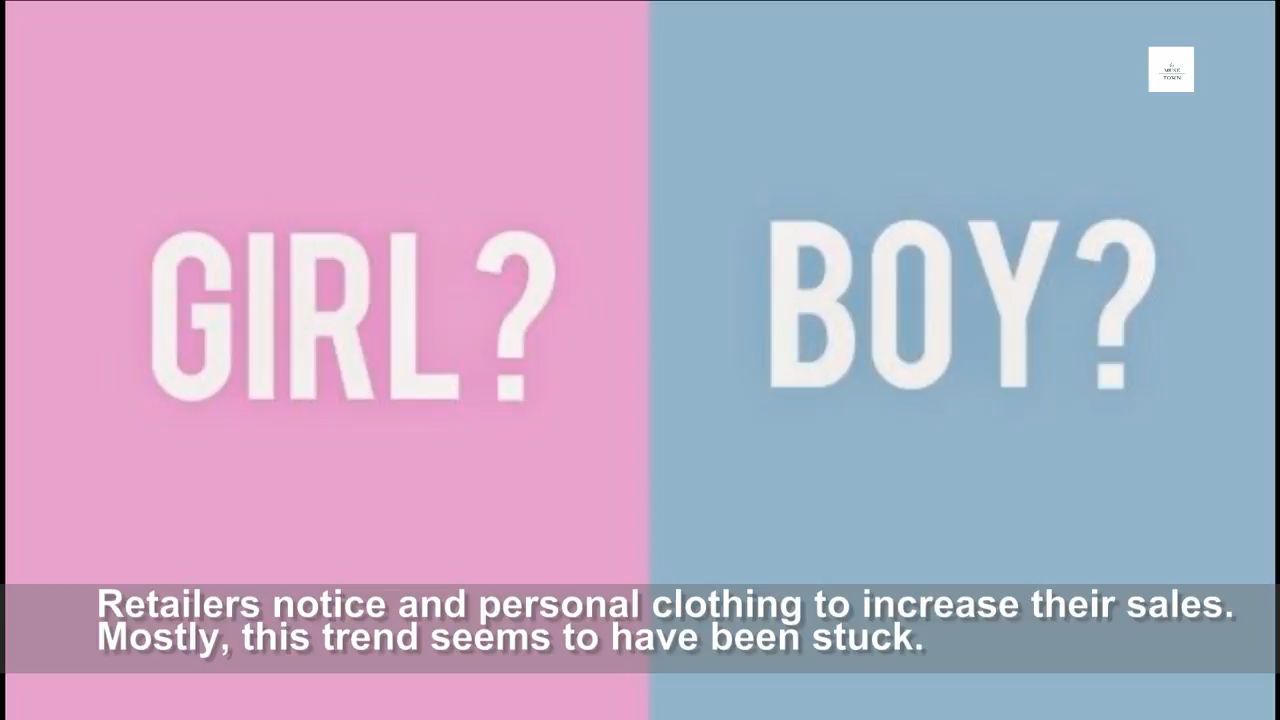 GIRL?
BOY?
TOWN
Retailers notice and personal clothing to increase their sales.
Mostly, this trend seems to have been stuck.